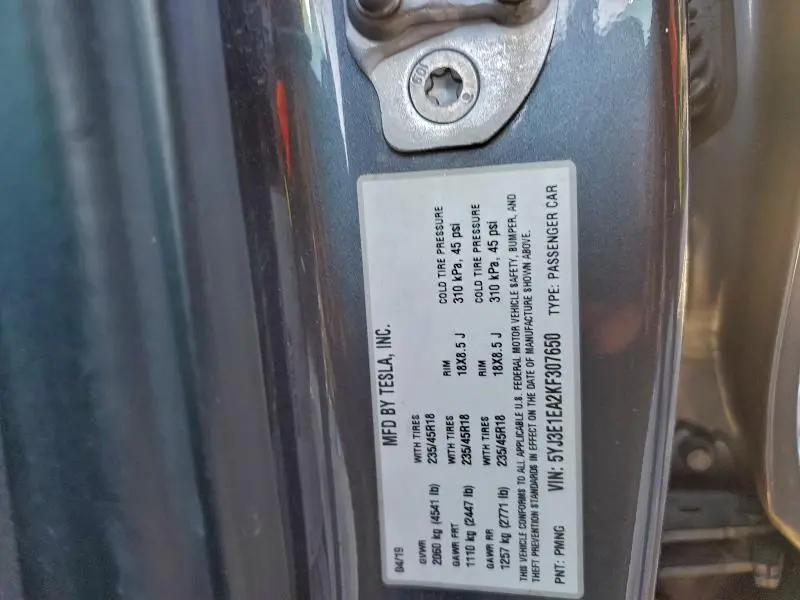 109
MFD BY TESLA, INC.
04/19
GVWR WITH TIRES RIM COLD TIRE PRESSURE
2060 kg (4541 lb) 235/45R18 18X8.5 J 310 kPa, 45 psi
GAWR FRT WITH TIRES RIM COLD TIRE PRESSURE
1110 kg (2447 lb) 235/45R18 18X8.5 J 310 kPa, 45 psi
GAWR RR WITH TIRES
1257 kg (2771 lb) 235/45R18
THIS VEHICLE CONFORMS TO ALL APPLICABLE U.S. FEDERAL MOTOR VEHICLE SAFETY, BUMPER, AND
THEFT PREVENTION STANDARDS IN EFFECT ON THE DATE OF MANUFACTURE SHOWN ABOVE.
PNT: PMNG VIN: 5YJ3E1EA2KF307650 TYPE: PASSENGER CAR